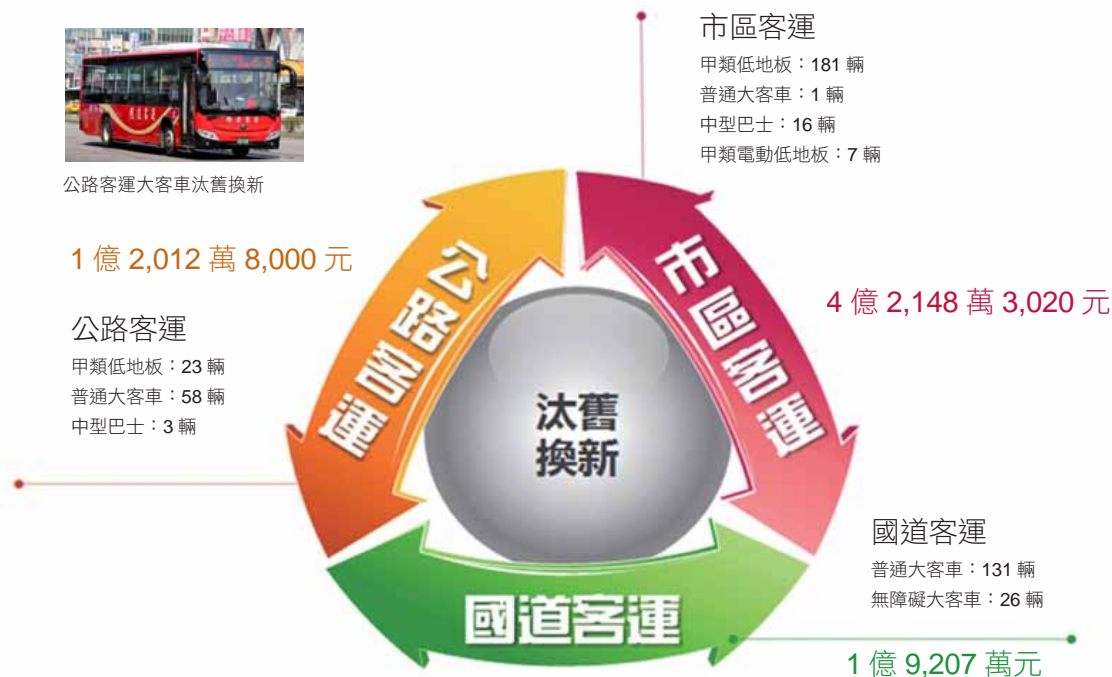 公路客運大客車汰舊換新
1 億 2,012 萬 8,000 元
公路客運
甲類低地板：23 輛
普通大客車：58 輛
中型巴士：3 輛
市區客運
甲類低地板：181 輛
普通大客車：1 輛
中型巴士：16 輛
甲類電動低地板：7 輛
4 億 2,148 萬 3,020 元
公路客運
市區客運
汰舊
換新
國道客運
國道客運
普通大客車：131 輛
無障礙大客車：26 輛
1 億 9,207 萬元